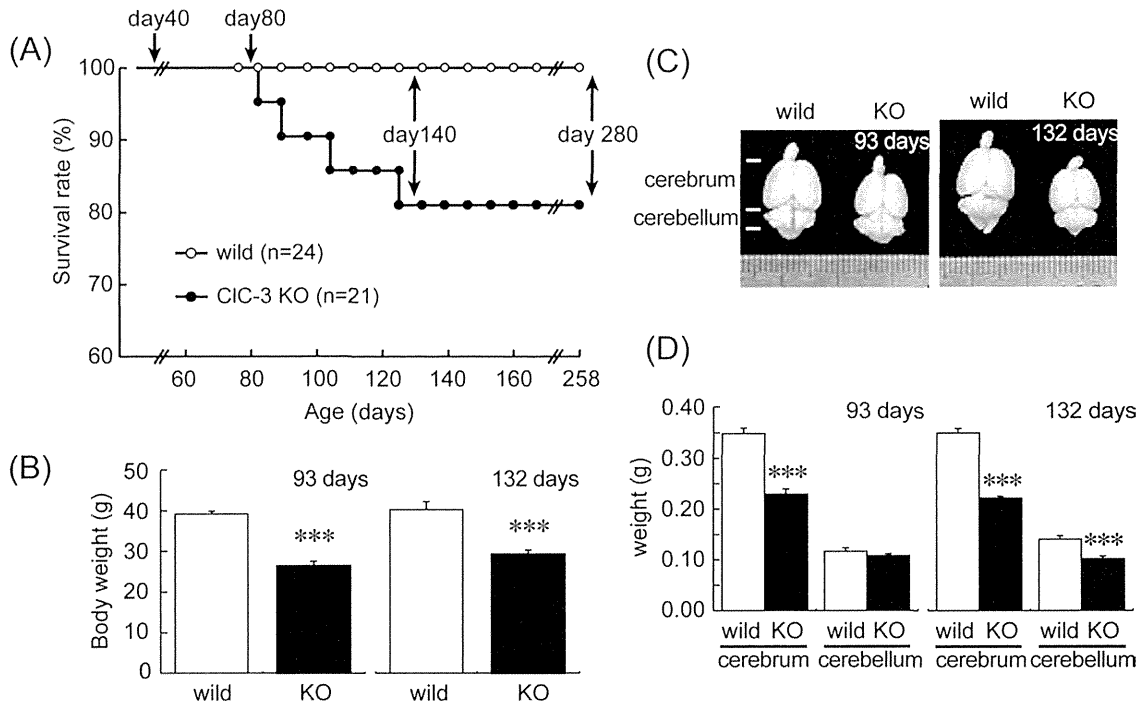 (A)
day40
day80
Survival rate (%)
100
90
80
70
60
day140
day 280
wild (n=24)
ClC-3 KO (n=21)
60
80
100
120
140
160
258
Age (days)
(B)
Body weight (g)
50
40
30
20
10
0
93 days
132 days
***
***
wild
KO
wild
KO
(C)
wild
KO
wild
KO
93 days
132 days
cerebrum
cerebellum
(D)
weight (g)
0.40
0.30
0.20
0.10
0.00
93 days
132 days
***
***
***
wild KO
wild KO
wild KO
wild KO
cerebrum
cerebellum
cerebrum
cerebellum